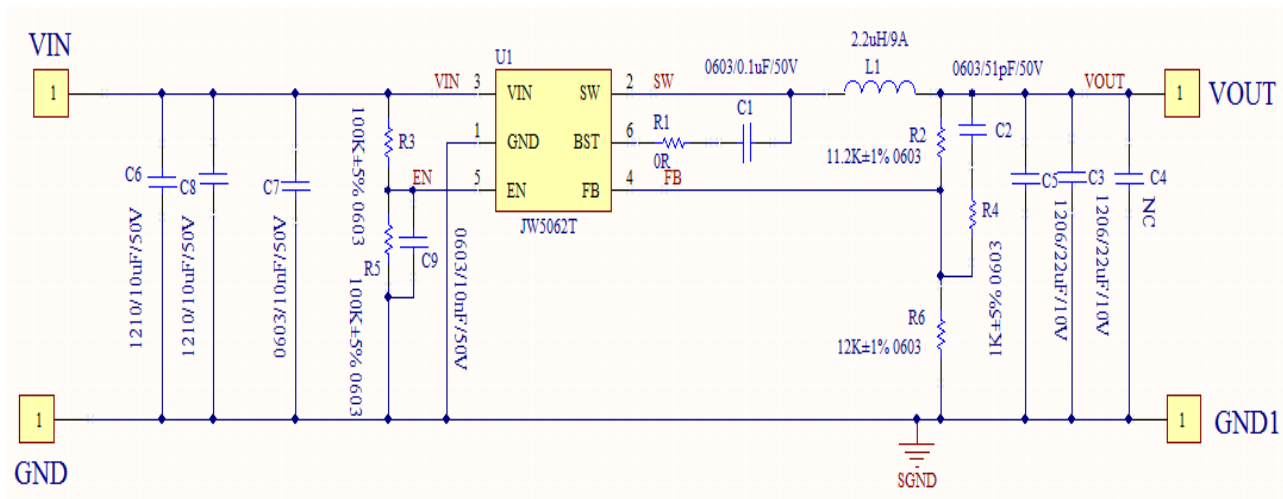 VIN
1
C6
1210/10uF/50V
C8
1210/10uF/50V
C7
0603/10nF/50V
R3
100K±5% 0603
EN
R5
100K±5% 0603
C9
0603/10nF/50V
U1
VIN 3 VIN
1 GND
5 EN
SW 2 SW
BST 6
FB 4 FB
JW5062T
R1
0R
0603/0.1uF/50V
C1
2.2uH/9A
L1
R2
11.2K±1% 0603
0603/51pF/50V
C2
R4
1K±5% 0603
R6
12K±1% 0603
C5
1206/22uF/10V
C3
1206/22uF/10V
C4
NC
VOUT
1
VOUT
1
GND
SGND
1
GND1